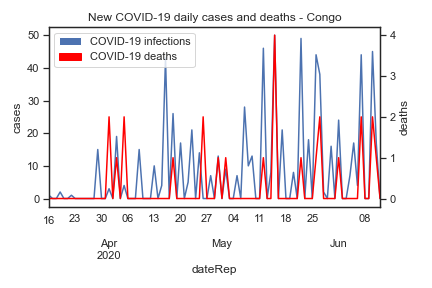 New COVID-19 daily cases and deaths - Congo
COVID-19 infections
COVID-19 deaths
50
40
30
20
10
0
cases
4
3
2
1
0
deaths
16 23 30 06 13 20 27 04 11 18 25 08
Apr May Jun
2020
dateRep